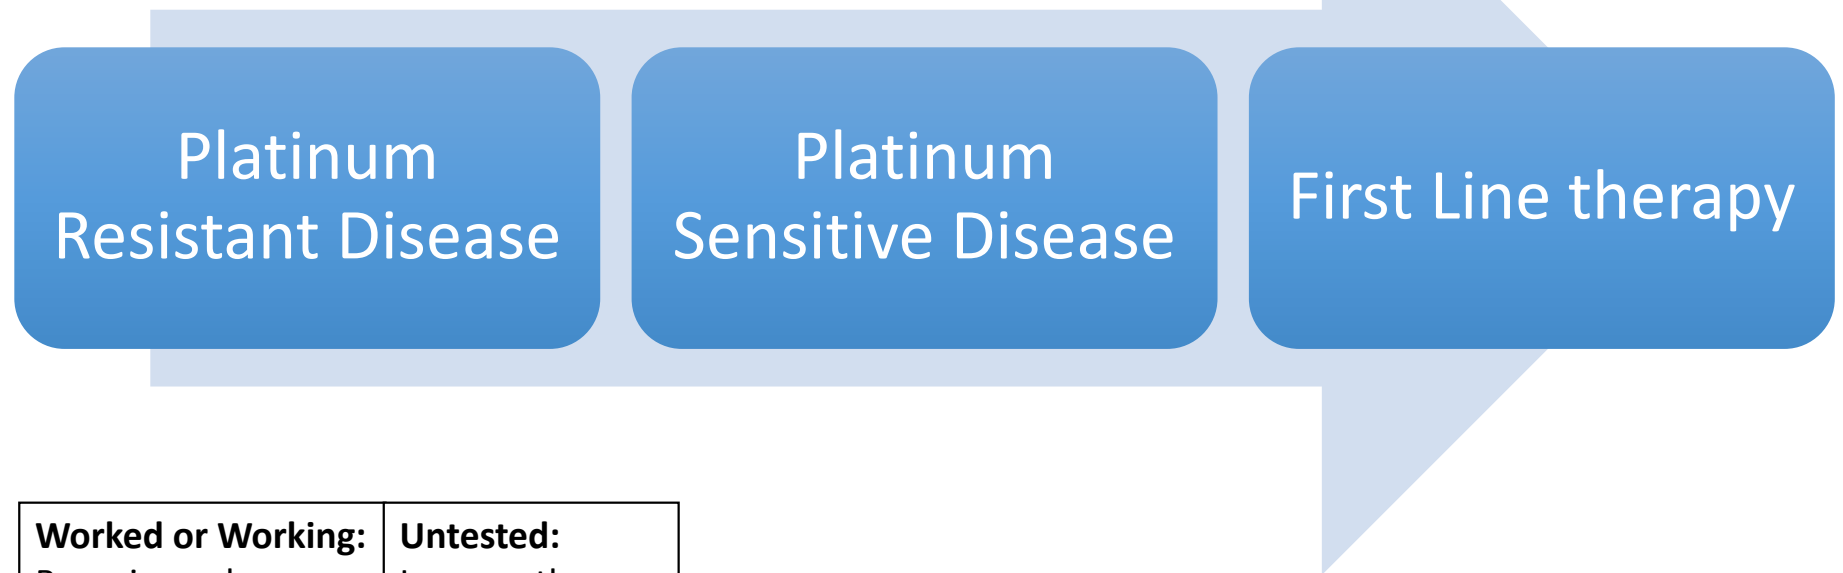 Platinum
Resistant Disease
Platinum
Sensitive Disease
First Line therapy
Worked or Working:
Untested: